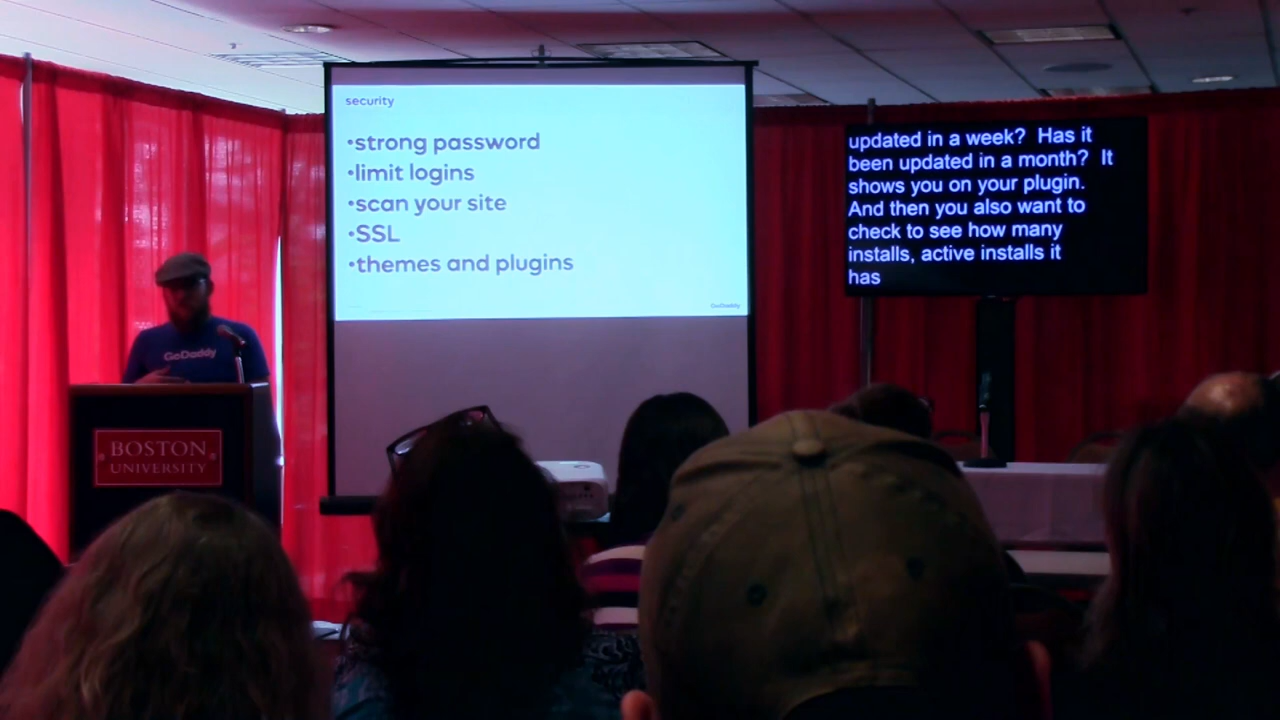 security
•strong password
•limit logins
•scan your site
•SSL
•themes and plugins
GoDaddy
updated in a week?  Has it
been updated in a month?  It
shows you on your plugin.
And then you also want to
check to see how many
installs, active installs it
has
GoDaddy
BOSTON
UNIVERSITY